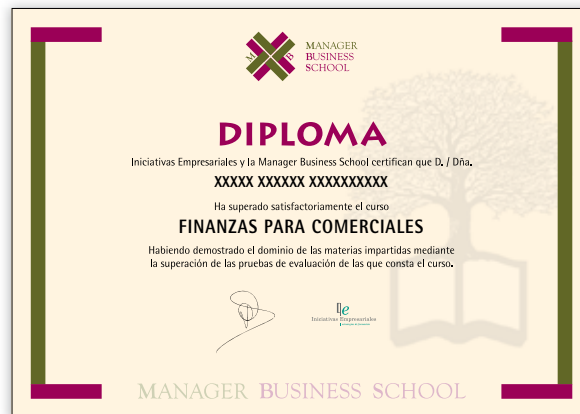 M B
MANAGER
BUSINESS
SCHOOL
DIPLOMA
Iniciativas Empresariales y la Manager Business School certifican que D. / Dña.
XXXXX XXXXXX XXXXXXXXXX
Ha superado satisfactoriamente el curso
FINANZAS PARA COMERCIALES
Habiendo demostrado el dominio de las materias impartidas mediante
la superación de las pruebas de evaluación de las que consta el curso.
Iniciativas Empresariales
MANAGER BUSINESS SCHOOL